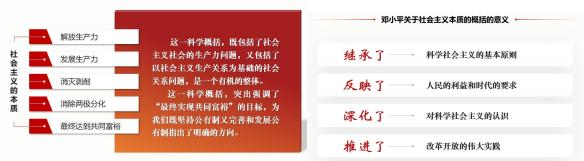 社会主义的本质
解放生产力
发展生产力
消灭剥削
消除两极分化
最终达到共同富裕
这一科学概括，既包括了社会
主义社会的生产力问题，又包括了
以社会主义生产关系为基础的社会
关系问题，是一个有机的整体。
这一科学概括，突出强调了
“最终实现共同富裕”的目标，为
我们既坚持公有制又完善和发展公
有制指出了明确的方向。
邓小平关于社会主义本质的概括的意义
继承了 科学社会主义的基本原则
反映了 人民的利益和时代的要求
深化了 对科学社会主义的认识
推进了 改革开放的伟大实践